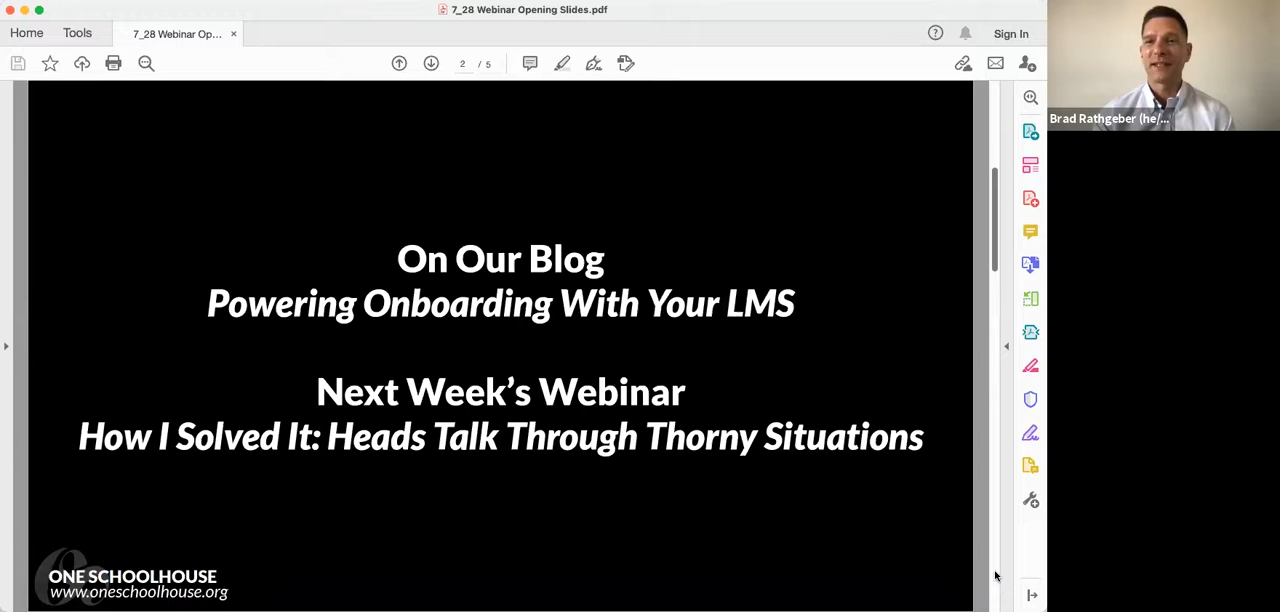 7_28 Webinar Opening Slides.pdf
Home
Tools
7_28 Webinar Op...
×
Sign In
2 / 5
Brad Rathgeber (he/...
On Our Blog
Powering Onboarding With Your LMS
Next Week’s Webinar
How I Solved It: Heads Talk Through Thorny Situations
ONE SCHOOLHOUSE
www.oneschoolhouse.org